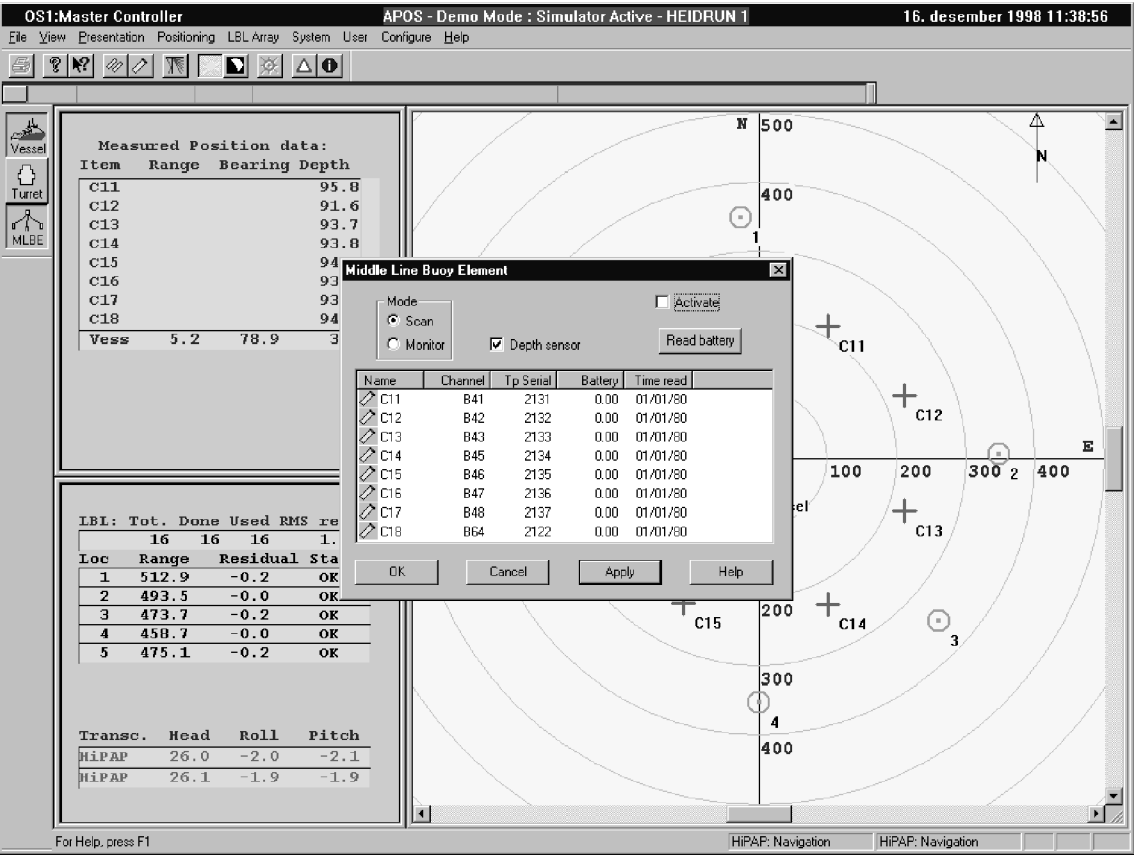 OS1:Master Controller APOS - Demo Mode : Simulator Active - HEIDRUN 1 16. desember 1998 11:38:56
File View Presentation Positioning LBL Array System User Configure Help
Vessel
Turret
MLBE
Measured Position data:
Item Range Bearing Depth
C11 95.8
C12 91.6
C13 93.7
C14 93.8
C15 94
C16 93
C17 93
C18 94
Vess 5.2 78.9 3
LBL: Tot. Done Used RMS re
16 16 16 1.
Loc Range Residual Sta
1 512.9 -0.2 OK
2 493.5 -0.0 OK
3 473.7 -0.2 OK
4 458.7 -0.0 OK
5 475.1 -0.2 OK
Transc. Head Roll Pitch
HiPAP 26.0 -2.0 -2.1
HiPAP 26.1 -1.9 -1.9
Middle Line Buoy Element
Mode
Scan
Monitor
Depth sensor
Activate
Read battery
Name Channel Tp Serial Battery Time read
C11 B41 2131 0.00 01/01/80
C12 B42 2132 0.00 01/01/80
C13 B43 2133 0.00 01/01/80
C14 B45 2134 0.00 01/01/80
C15 B46 2135 0.00 01/01/80
C16 B47 2136 0.00 01/01/80
C17 B48 2137 0.00 01/01/80
C18 B64 2122 0.00 01/01/80
OK Cancel Apply Help
N 500
N
400
1
C11
C12
E
100 200 300 2 400
sel
C13
200
C15
C14
3
300
4
400
For Help, press F1 HiPAP: Navigation HiPAP: Navigation